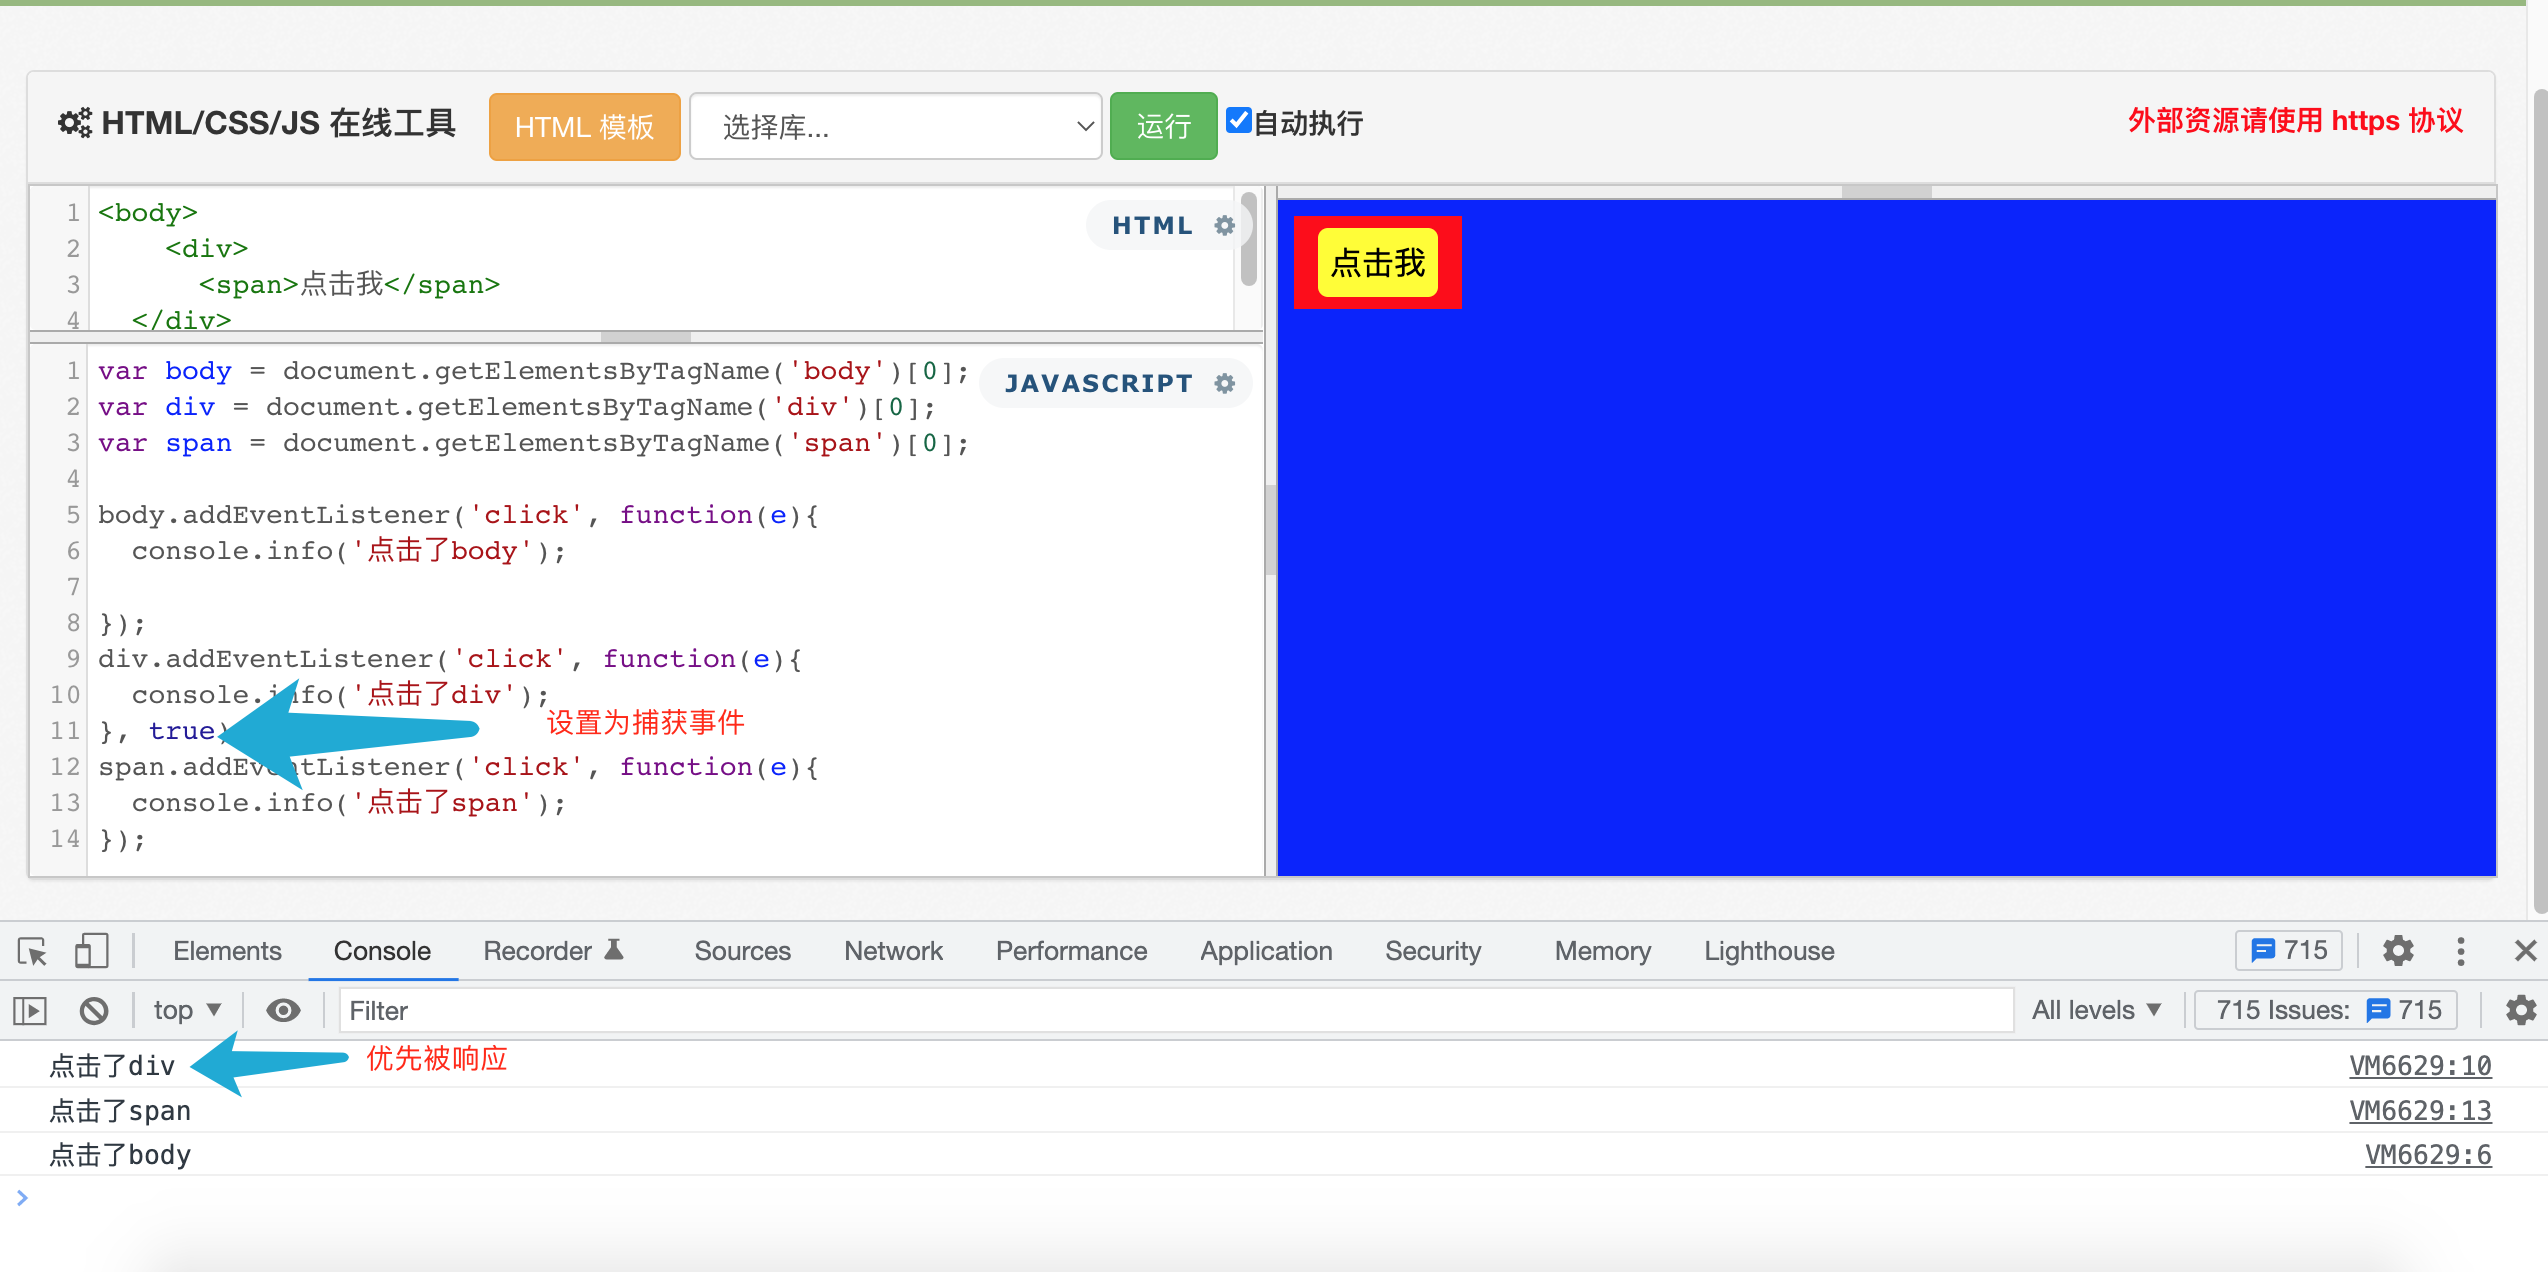 HTML/CSS/JS 在线工具 HTML 模板 选择库... 运行 自动执行 外部资源请使用 https 协议
HTML
1 <body>
2 <div>
3 <span>点击我</span>
4 </div>
点击我
JAVASCRIPT
1 var body = document.getElementsByTagName('body')[0];
2 var div = document.getElementsByTagName('div')[0];
3 var span = document.getElementsByTagName('span')[0];
4
5 body.addEventListener('click', function(e){
6 console.info('点击了body');
7
8 });
9 div.addEventListener('click', function(e){
10 console.info('点击了div');
11 }, true)
设置为捕获事件
12 span.addEventListener('click', function(e){
13 console.info('点击了span');
14 });
Elements Console Recorder Sources Network Performance Application Security Memory Lighthouse 715
top Filter All levels 715 Issues: 715
点击了div 优先被响应 VM6629:10
点击了span VM6629:13
点击了body VM6629:6